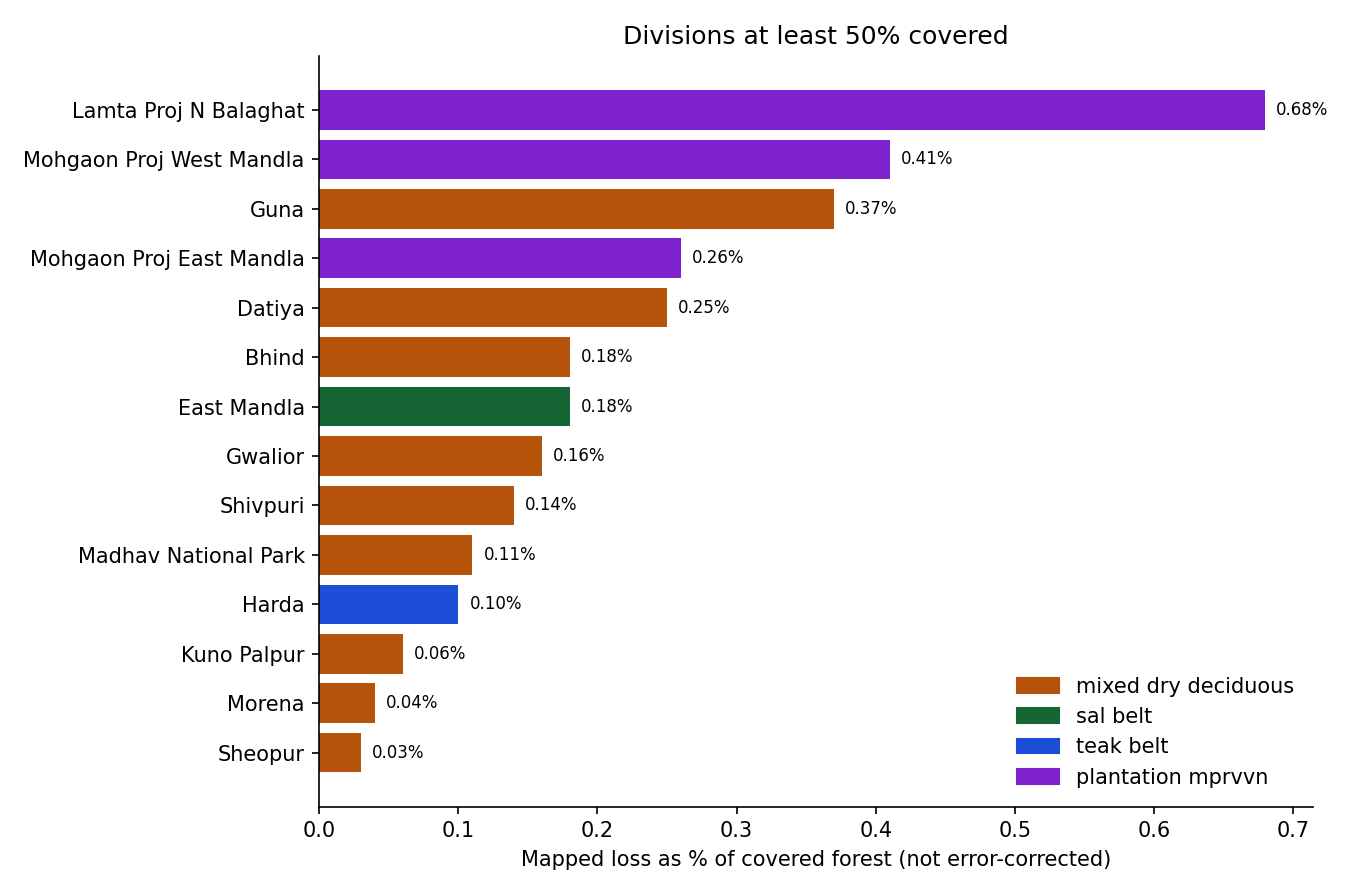 Divisions at least 50% covered
Lamta Proj N Balaghat 0.68%
Mohgaon Proj West Mandla 0.41%
Guna 0.37%
Mohgaon Proj East Mandla 0.26%
Datiya 0.25%
Bhind 0.18%
East Mandla 0.18%
Gwalior 0.16%
Shivpuri 0.14%
Madhav National Park 0.11%
Harda 0.10%
Kuno Palpur 0.06%
Morena 0.04%
Sheopur 0.03%
mixed dry deciduous
sal belt
teak belt
plantation mprvvn
0.0 0.1 0.2 0.3 0.4 0.5 0.6 0.7
Mapped loss as % of covered forest (not error-corrected)